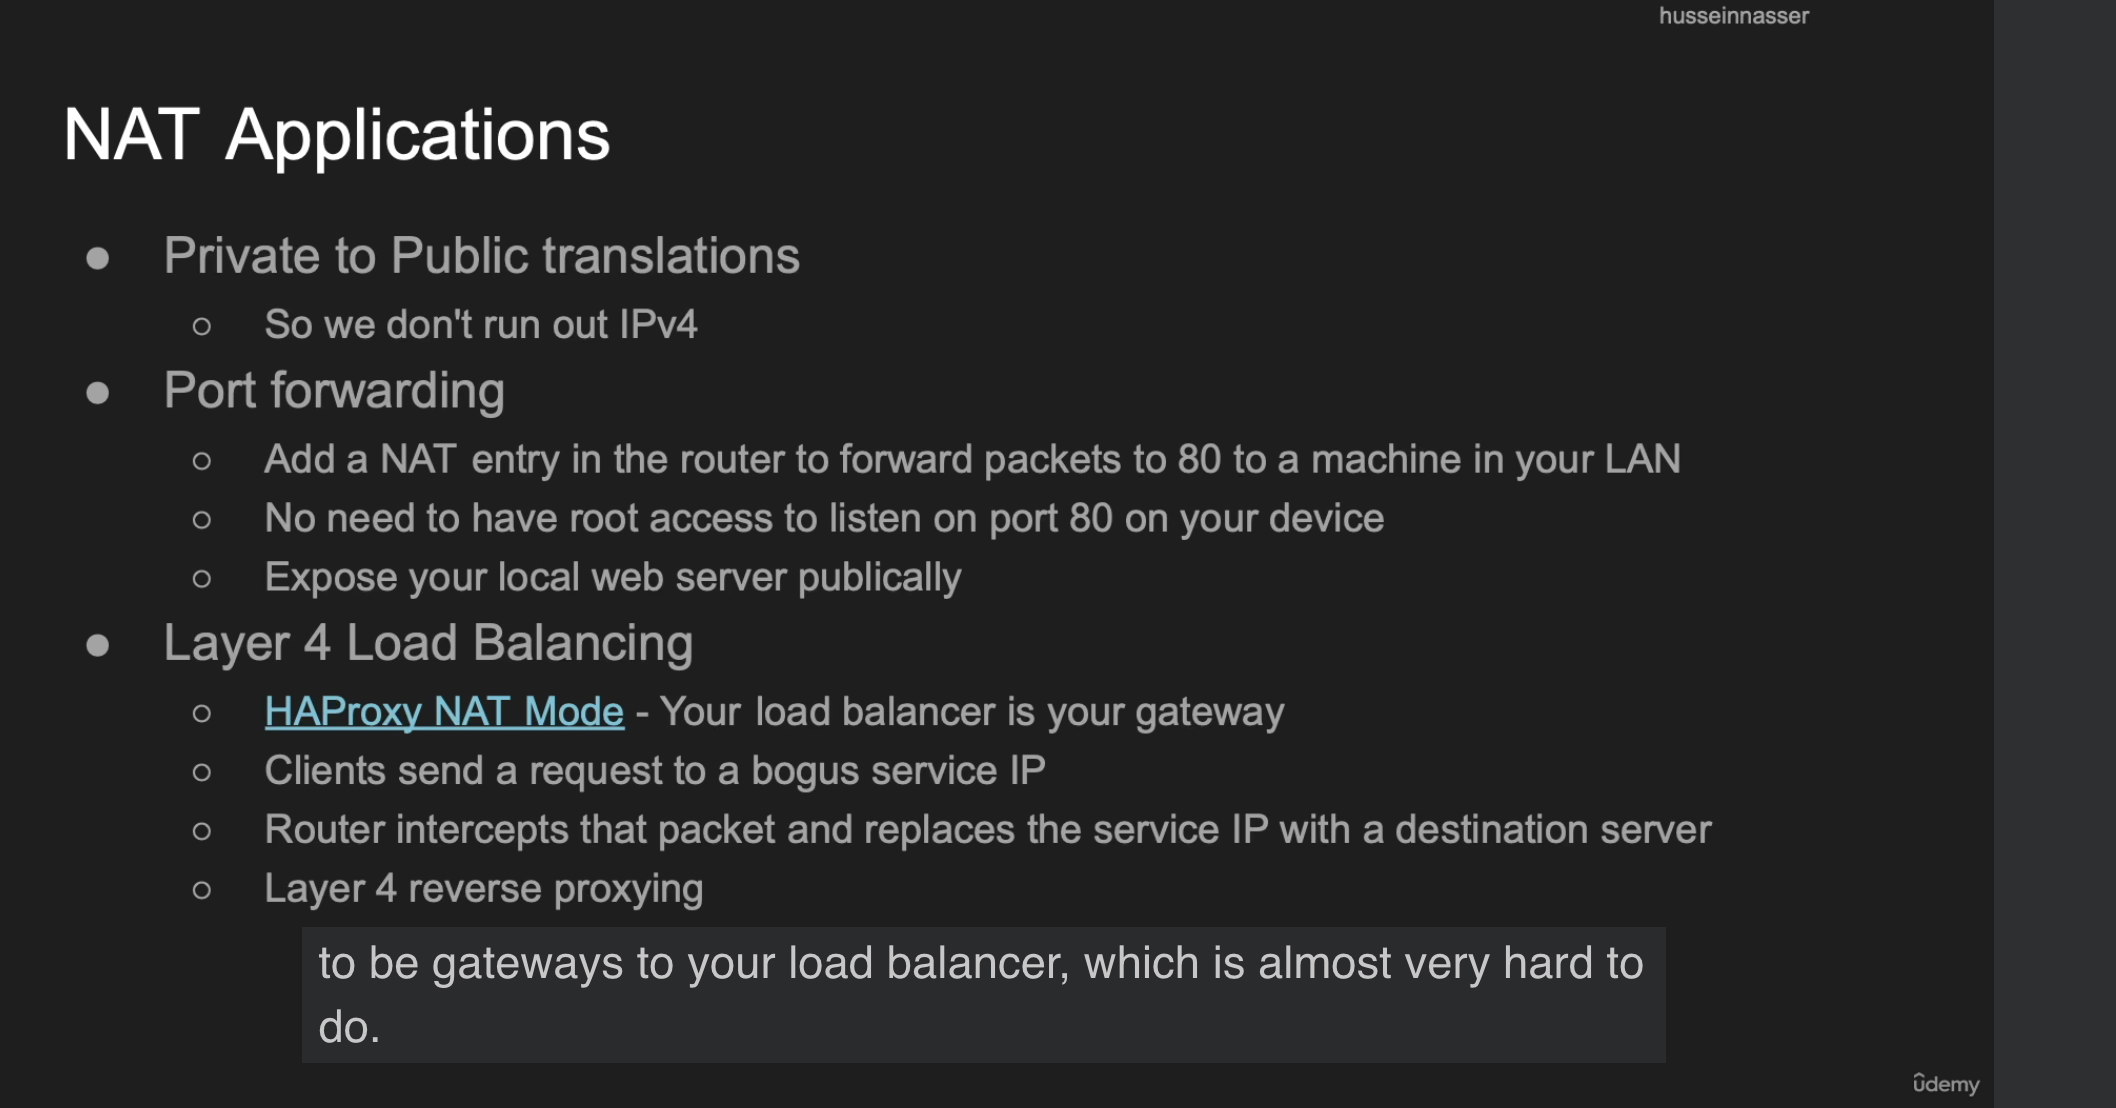 husseinnasser
NAT Applications
● Private to Public translations
○ So we don't run out IPv4
● Port forwarding
○ Add a NAT entry in the router to forward packets to 80 to a machine in your LAN
○ No need to have root access to listen on port 80 on your device
○ Expose your local web server publically
● Layer 4 Load Balancing
○ HAProxy NAT Mode - Your load balancer is your gateway
○ Clients send a request to a bogus service IP
○ Router intercepts that packet and replaces the service IP with a destination server
○ Layer 4 reverse proxying
to be gateways to your load balancer, which is almost very hard to
do.
ûdemy